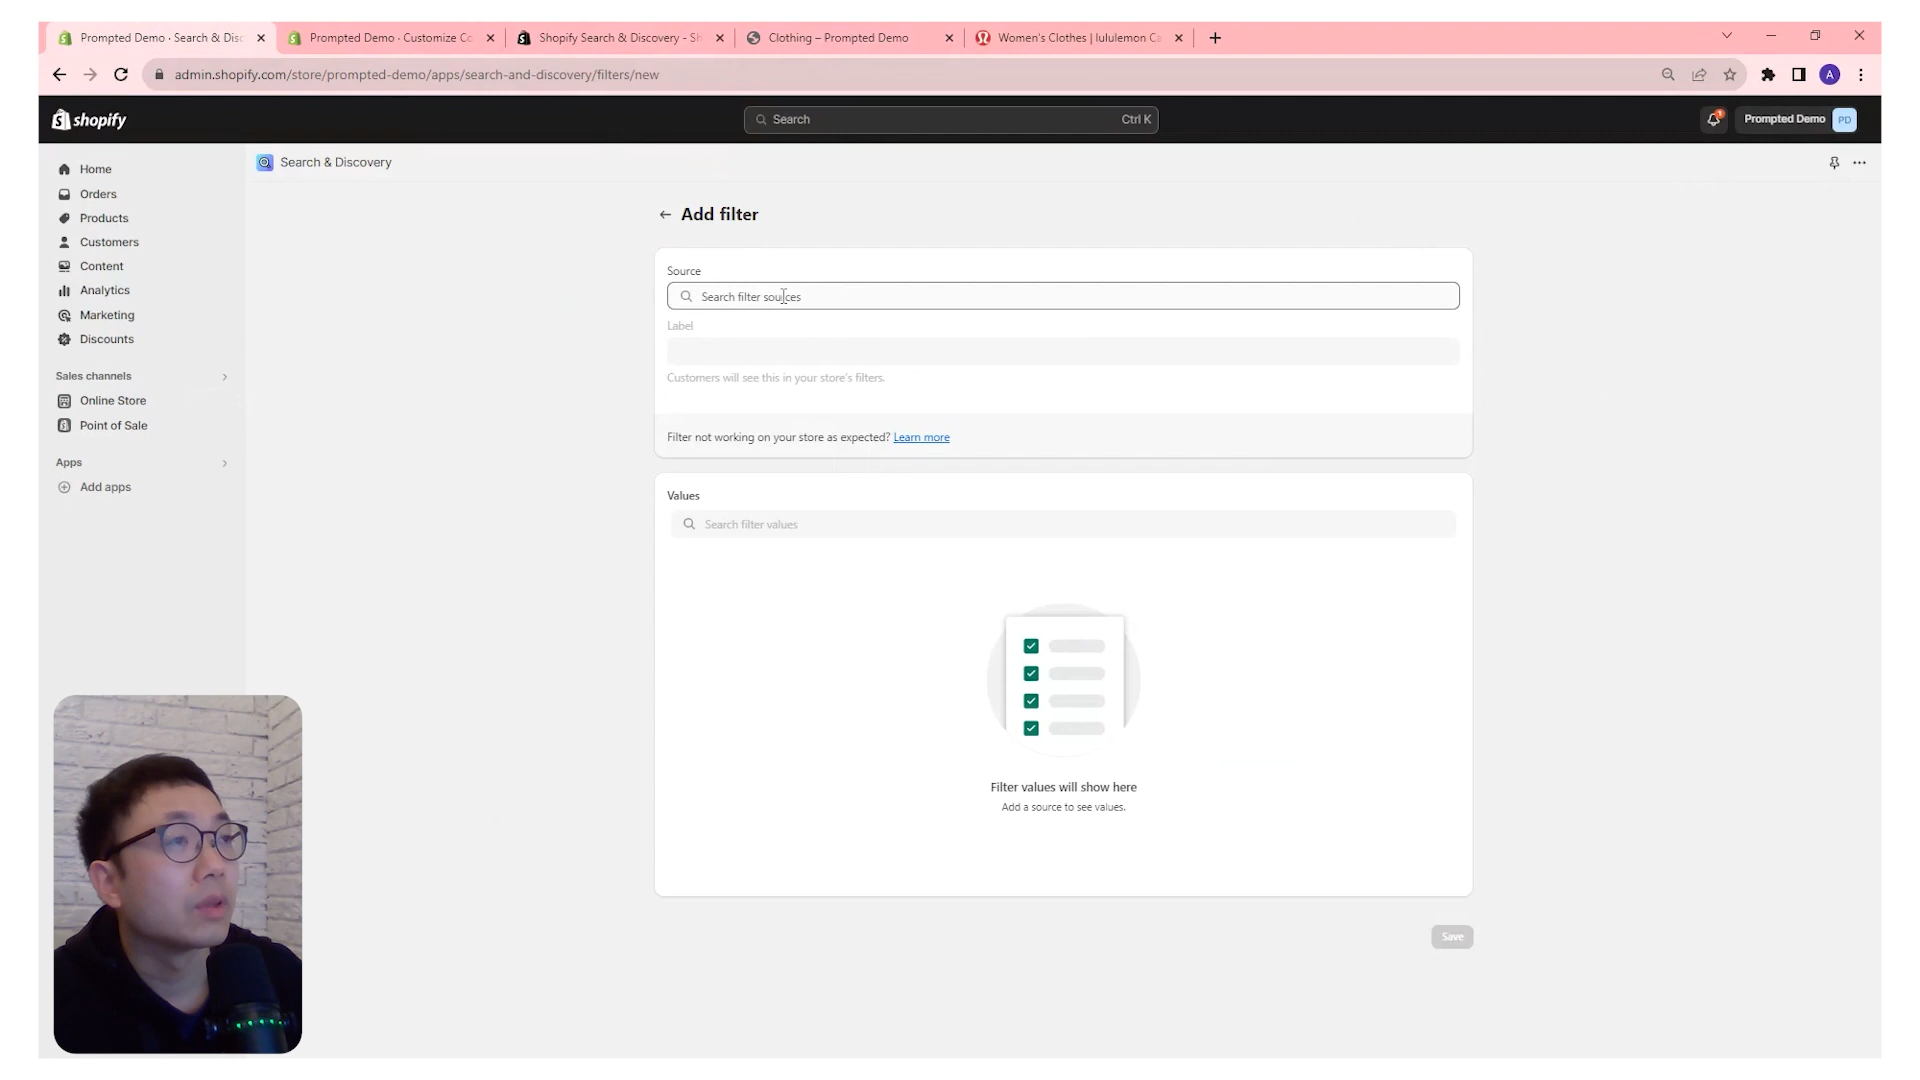 Prompted Demo · Search & Disc
Prompted Demo · Customize Co
Shopify Search & Discovery - Sh
Clothing – Prompted Demo
Women's Clothes | lululemon Ca
admin.shopify.com/store/prompted-demo/apps/search-and-discovery/filters/new
A
shopify
Search
Ctrl K
Prompted Demo
PD
Home
Orders
Products
Customers
Content
Analytics
Marketing
Discounts
Sales channels
Online Store
Point of Sale
Apps
Add apps
Search & Discovery
Add filter
Source
Search filter sources
Label
Customers will see this in your store's filters.
Filter not working on your store as expected? Learn more
Values
Search filter values
Filter values will show here
Add a source to see values.
Save